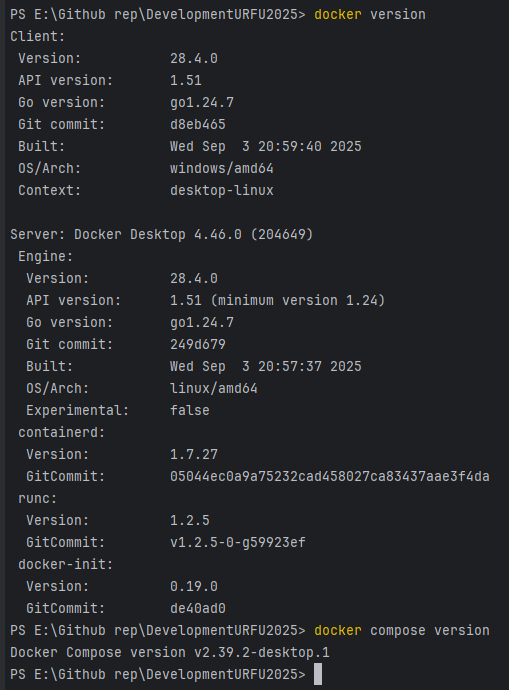 PS E:\Github rep\DevelopmentURFU2025> docker version
Client:
 Version:           28.4.0
 API version:       1.51
 Go version:        go1.24.7
 Git commit:        d8eb465
 Built:             Wed Sep  3 20:59:40 2025
 OS/Arch:           windows/amd64
 Context:           desktop-linux

Server: Docker Desktop 4.46.0 (204649)
 Engine:
  Version:          28.4.0
  API version:      1.51 (minimum version 1.24)
  Go version:       go1.24.7
  Git commit:       249d679
  Built:            Wed Sep  3 20:57:37 2025
  OS/Arch:          linux/amd64
  Experimental:     false
 containerd:
  Version:          1.7.27
  GitCommit:        05044ec0a9a75232cad458027ca83437aae3f4da
 runc:
  Version:          1.2.5
  GitCommit:        v1.2.5-0-g59923ef
 docker-init:
  Version:          0.19.0
  GitCommit:        de40ad0
PS E:\Github rep\DevelopmentURFU2025> docker compose version
Docker Compose version v2.39.2-desktop.1
PS E:\Github rep\DevelopmentURFU2025>